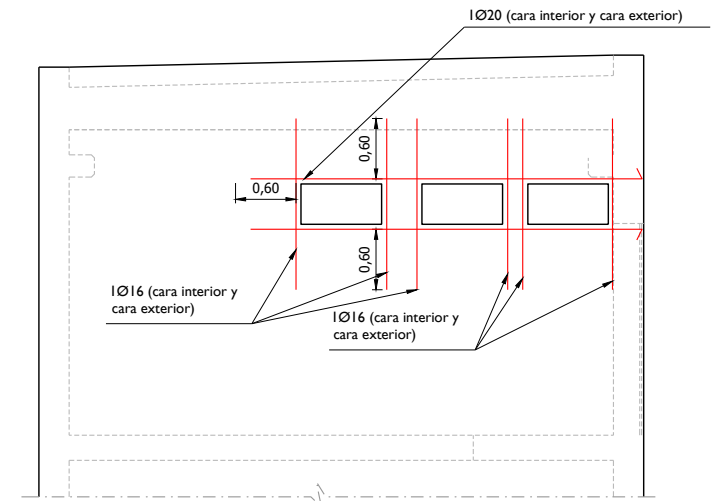 1Ø20 (cara interior y cara exterior)
0,60
0,60
0,60
1Ø16 (cara interior y
cara exterior)
1Ø16 (cara interior y
cara exterior)